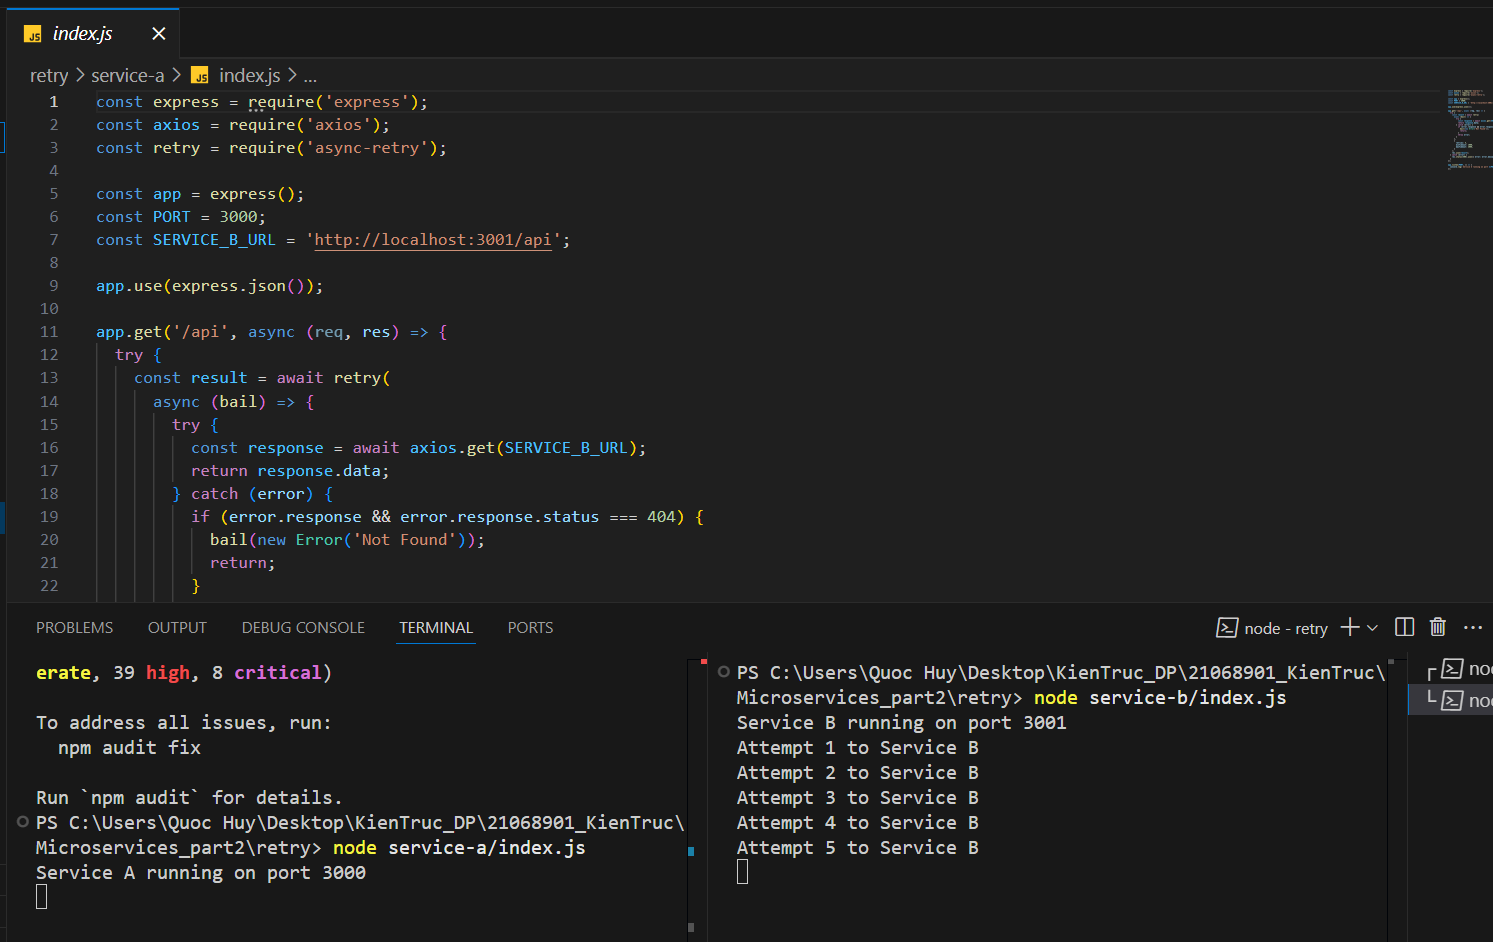 JS index.js ×
retry > service-a > JS index.js > ...
1 const express = require('express');
2 const axios = require('axios');
3 const retry = require('async-retry');
4
5 const app = express();
6 const PORT = 3000;
7 const SERVICE_B_URL = 'http://localhost:3001/api';
8
9 app.use(express.json());
10
11 app.get('/api', async (req, res) => {
12 try {
13 const result = await retry(
14 async (bail) => {
15 try {
16 const response = await axios.get(SERVICE_B_URL);
17 return response.data;
18 } catch (error) {
19 if (error.response && error.response.status === 404) {
20 bail(new Error('Not Found'));
21 return;
22 }
PROBLEMS OUTPUT DEBUG CONSOLE TERMINAL PORTS
node - retry
erate, 39 high, 8 critical)
To address all issues, run:
npm audit fix
Run `npm audit` for details.
PS C:\Users\Quoc Huy\Desktop\KienTruc_DP\21068901_KienTruc\
Microservices_part2\retry> node service-a/index.js
Service A running on port 3000
PS C:\Users\Quoc Huy\Desktop\KienTruc_DP\21068901_KienTruc\
Microservices_part2\retry> node service-b/index.js
Service B running on port 3001
Attempt 1 to Service B
Attempt 2 to Service B
Attempt 3 to Service B
Attempt 4 to Service B
Attempt 5 to Service B